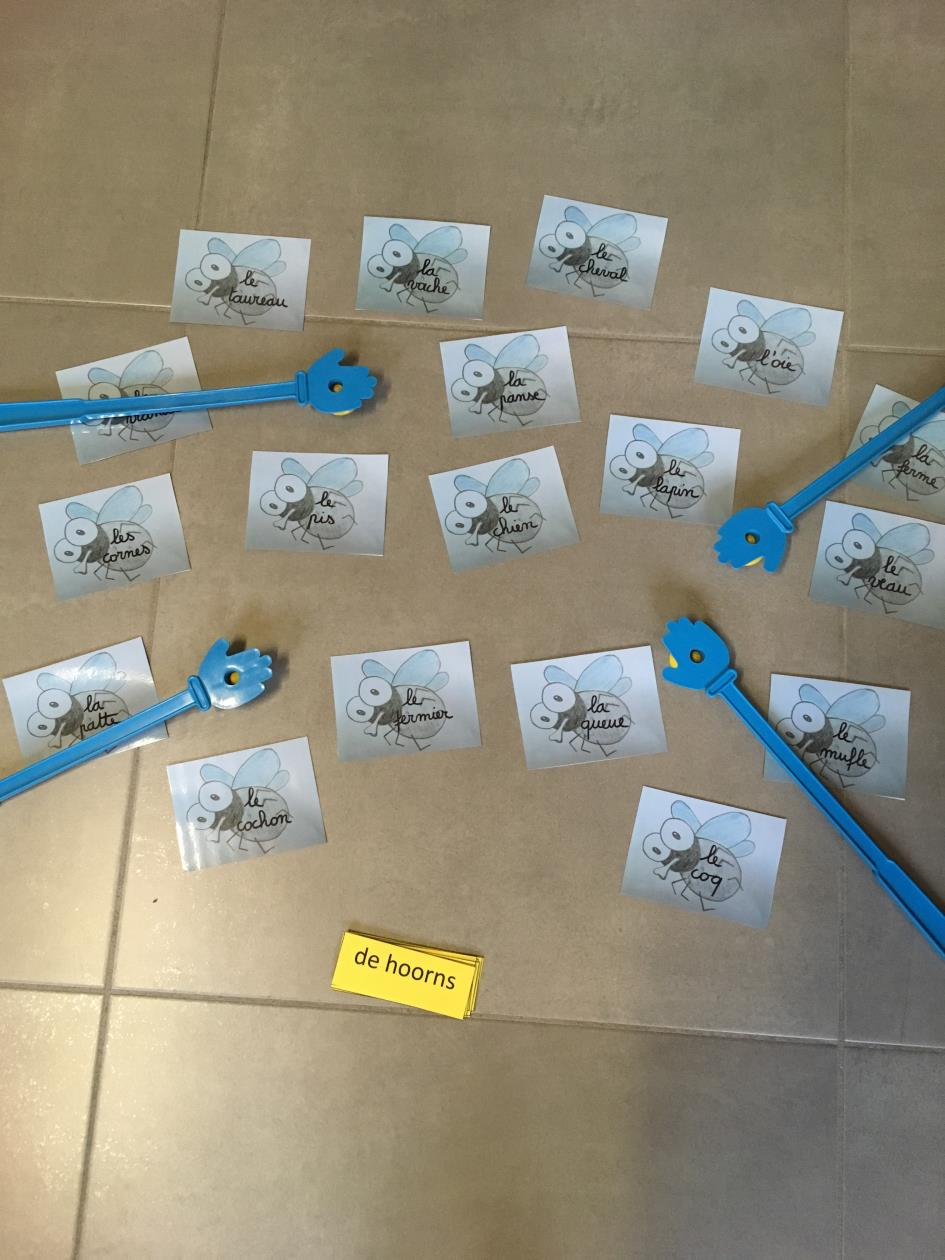 le
taureau
la
vache
le
cheval
l'oie
la
panse
la
ferme
les
cornes
le
pis
le
chien
le
lapin
le
veau
la
patte
le
fermier
la
queue
le
mufle
le
cochon
le
coq
de hoorns